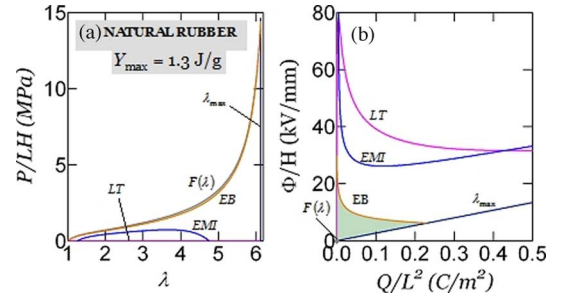 (a) NATURAL RUBBER
Yₘₐₓ = 1.3 J/g
P/LH (MPa)
15
10
5
0
λₘₐₓ
F(λ)
EB
LT
EMI
1 2 3 4 5 6
λ
(b)
Φ/H (kV/mm)
80
60
40
20
0
LT
EMI
F(λ)
EB
λₘₐₓ
0.0 0.1 0.2 0.3 0.4 0.5
Q/L² (C/m²)